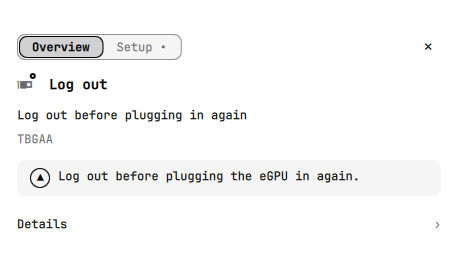 Overview Setup •
×
Log out
Log out before plugging in again
TBGAA
Log out before plugging the eGPU in again.
Details ›